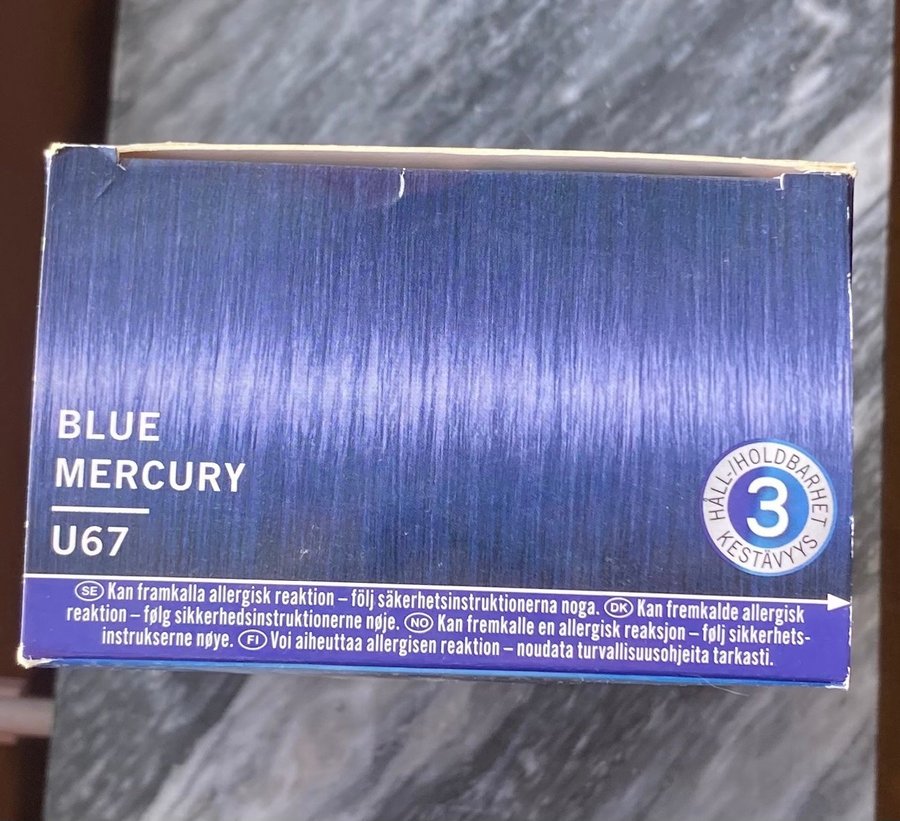 BLUE
MERCURY
U67
HÅLL-/HOLDBARHET
3
KESTÄVYYS
SE Kan framkalla allergisk reaktion – följ säkerhetsinstruktionerna noga. DK Kan fremkalde allergisk
reaktion – følg sikkerhedsinstruktionerne nøje. NO Kan fremkalle en allergisk reaksjon – følj sikkerhets-
instrukserne nøye. FI Voi aiheuttaa allergisen reaktion – noudata turvallisuusohjeita tarkasti.